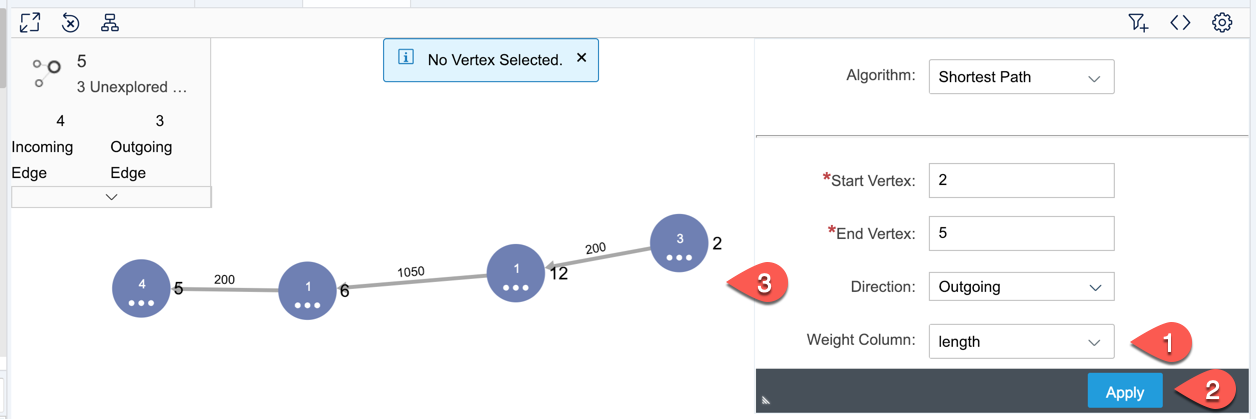 5
3 Unexplored ...
4 3
Incoming Outgoing
Edge Edge
No Vertex Selected. ×
Algorithm: Shortest Path
*Start Vertex: 2
*End Vertex: 5
Direction: Outgoing
Weight Column: length
Apply
1
2
3
4
5
200
1
6
1050
1
12
200
3
2